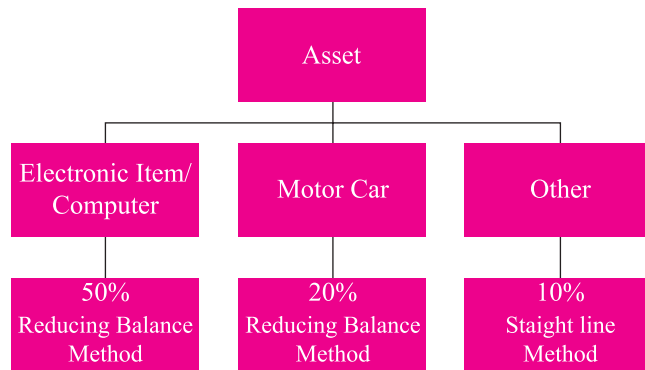 Asset
Electronic Item/
Computer
Motor Car
Other
50%
Reducing Balance
Method
20%
Reducing Balance
Method
10%
Staight line
Method